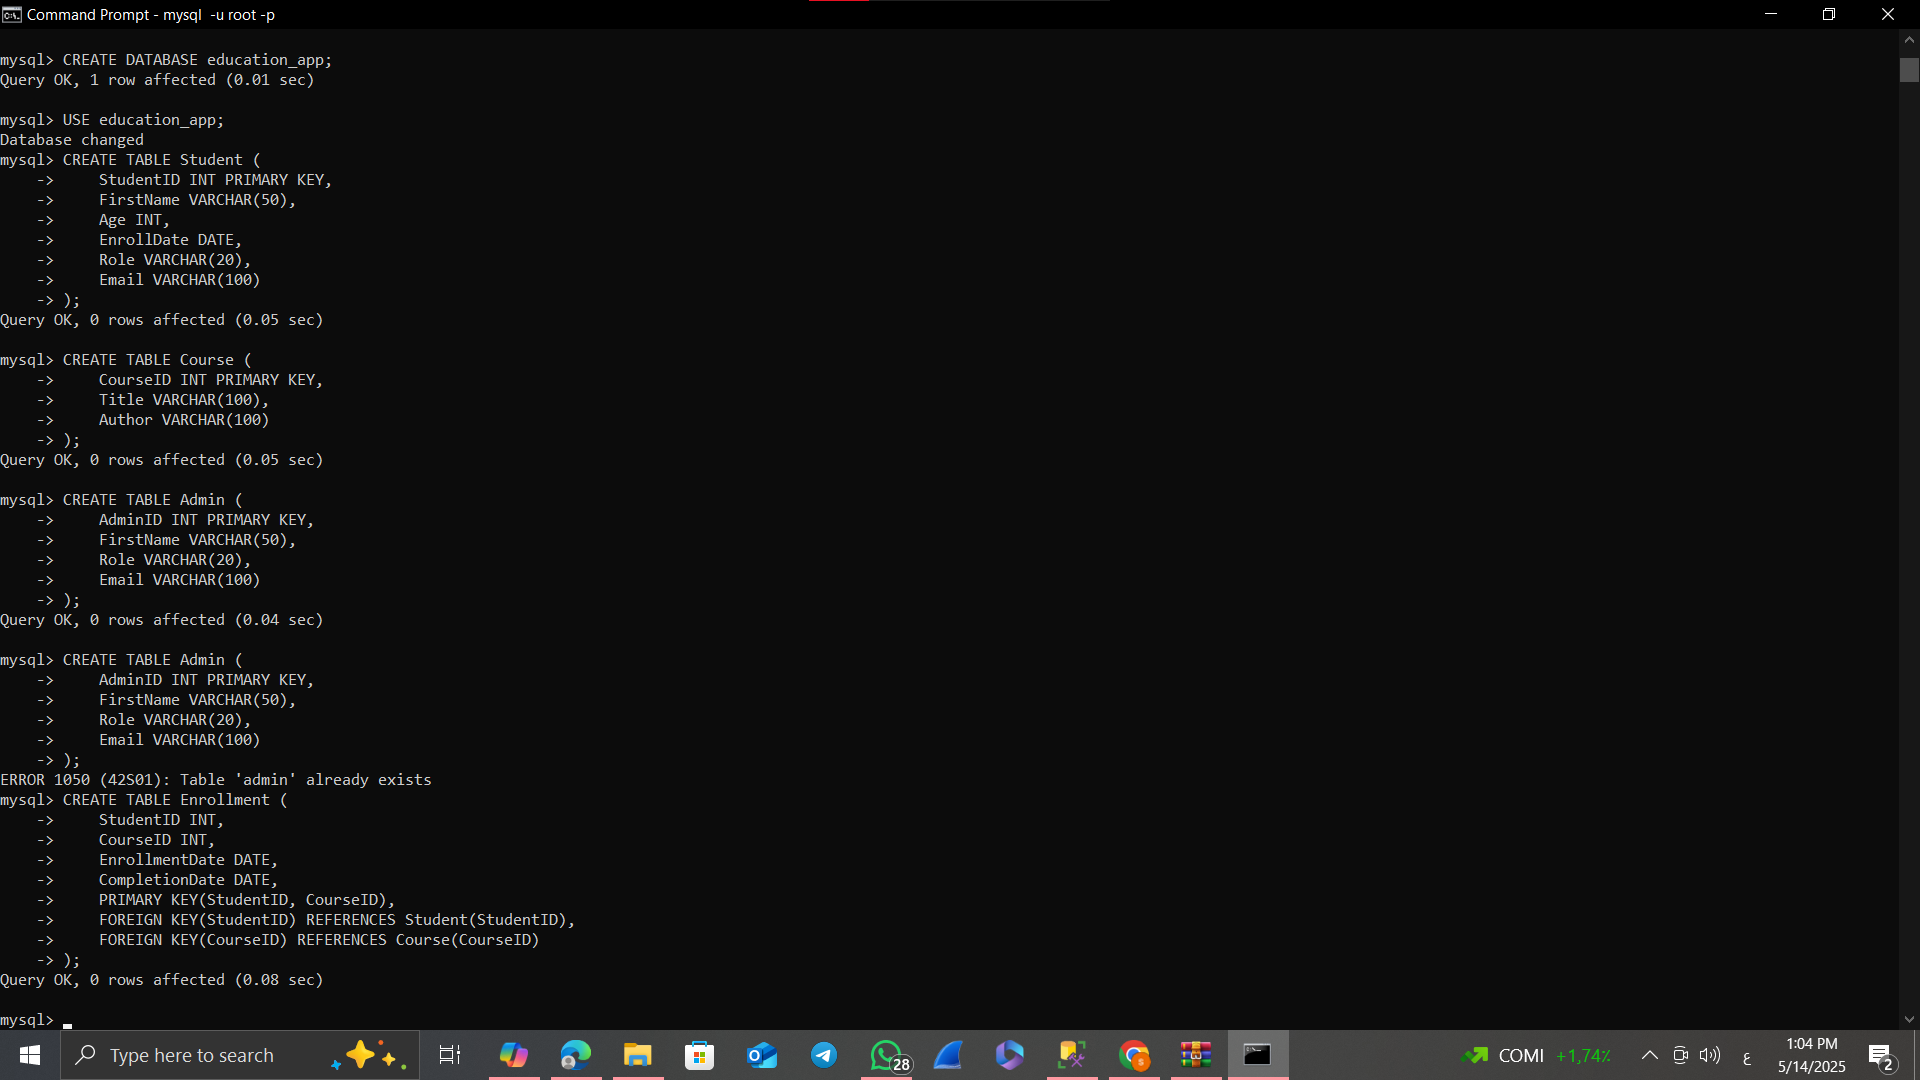 Command Prompt - mysql -u root -p
mysql> CREATE DATABASE education_app;
Query OK, 1 row affected (0.01 sec)
mysql> USE education_app;
Database changed
mysql> CREATE TABLE Student (
    ->     StudentID INT PRIMARY KEY,
    ->     FirstName VARCHAR(50),
    ->     Age INT,
    ->     EnrollDate DATE,
    ->     Role VARCHAR(20),
    ->     Email VARCHAR(100)
    -> );
Query OK, 0 rows affected (0.05 sec)
mysql> CREATE TABLE Course (
    ->     CourseID INT PRIMARY KEY,
    ->     Title VARCHAR(100),
    ->     Author VARCHAR(100)
    -> );
Query OK, 0 rows affected (0.05 sec)
mysql> CREATE TABLE Admin (
    ->     AdminID INT PRIMARY KEY,
    ->     FirstName VARCHAR(50),
    ->     Role VARCHAR(20),
    ->     Email VARCHAR(100)
    -> );
Query OK, 0 rows affected (0.04 sec)
mysql> CREATE TABLE Admin (
    ->     AdminID INT PRIMARY KEY,
    ->     FirstName VARCHAR(50),
    ->     Role VARCHAR(20),
    ->     Email VARCHAR(100)
    -> );
ERROR 1050 (42S01): Table 'admin' already exists
mysql> CREATE TABLE Enrollment (
    ->     StudentID INT,
    ->     CourseID INT,
    ->     EnrollmentDate DATE,
    ->     CompletionDate DATE,
    ->     PRIMARY KEY(StudentID, CourseID),
    ->     FOREIGN KEY(StudentID) REFERENCES Student(StudentID),
    ->     FOREIGN KEY(CourseID) REFERENCES Course(CourseID)
    -> );
Query OK, 0 rows affected (0.08 sec)
mysql>
Type here to search
28
COMI +1,74%
ع
1:04 PM
5/14/2025
2